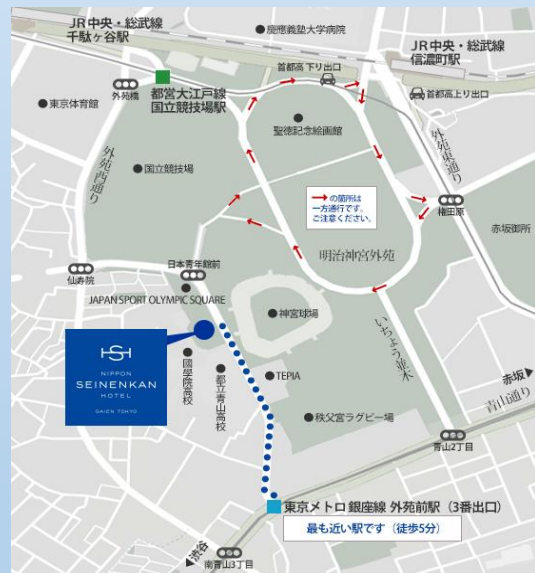 JR中央・総武線
千駄ヶ谷駅
慶應義塾大学病院
JR中央・総武線
信濃町駅
首都高下り出口
首都高上り出口
外苑橋
都営大江戸線
国立競技場駅
東京体育館
聖徳記念絵画館
外苑西通り
国立競技場
外苑東通り
→の箇所は
一方通行です。
ご注意ください。
権田原
赤坂御所
明治神宮外苑
日本青年館前
仙寿院
JAPAN SPORT OLYMPIC SQUARE
神宮球場
いちょう並木
SH
NIPPON
SEINENKAN
HOTEL
GAIEN TOKYO
國學院高校
都立青山高校
TEPIA
秩父宮ラグビー場
赤坂
青山通り
青山2丁目
東京メトロ 銀座線 外苑前駅（3番出口）
最も近い駅です（徒歩5分）
渋谷
南青山3丁目